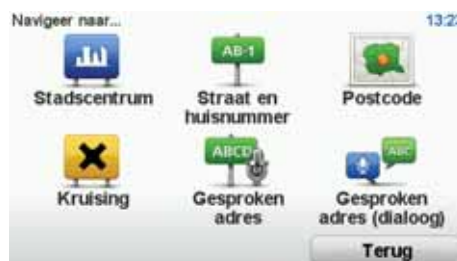 Navigeer naar...
13:23
AB-1
Stadscentrum
Straat en
huisnummer
Postcode
ABCD
ABC
Kruising
Gesproken
adres
Gesproken
adres (dialoog)
Terug